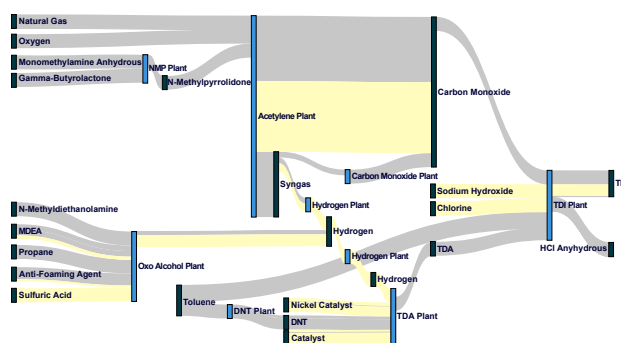 Natural Gas
Oxygen
Monomethylamine Anhydrous
NMP Plant
Gamma-Butyrolactone
N-Methylpyrrolidone
Acetylene Plant
Carbon Monoxide
Carbon Monoxide Plant
Syngas
Sodium Hydroxide
Hydrogen Plant
Chlorine
TDI Plant
N-Methyldiethanolamine
MDEA
Hydrogen
Propane
Hydrogen Plant
TDA
HCl Anyhydrous
Oxo Alcohol Plant
Anti-Foaming Agent
Hydrogen
Sulfuric Acid
Toluene
Nickel Catalyst
DNT Plant
TDA Plant
DNT
Catalyst